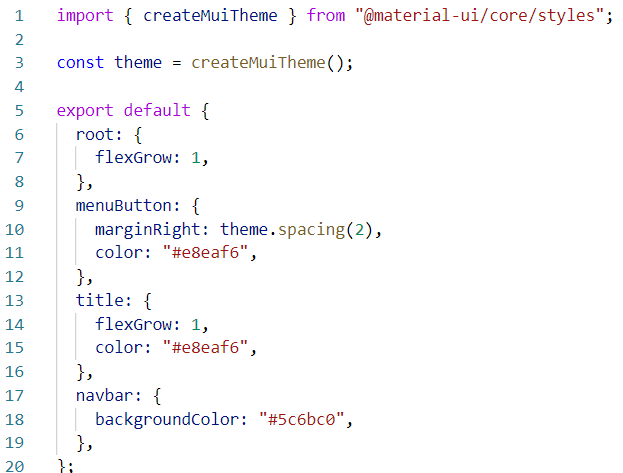 1 import { createMuiTheme } from "@material-ui/core/styles";
2
3 const theme = createMuiTheme();
4
5 export default {
6   root: {
7     flexGrow: 1,
8   },
9   menuButton: {
10     marginRight: theme.spacing(2),
11     color: "#e8eaf6",
12   },
13   title: {
14     flexGrow: 1,
15     color: "#e8eaf6",
16   },
17   navbar: {
18     backgroundColor: "#5c6bc0",
19   },
20 };